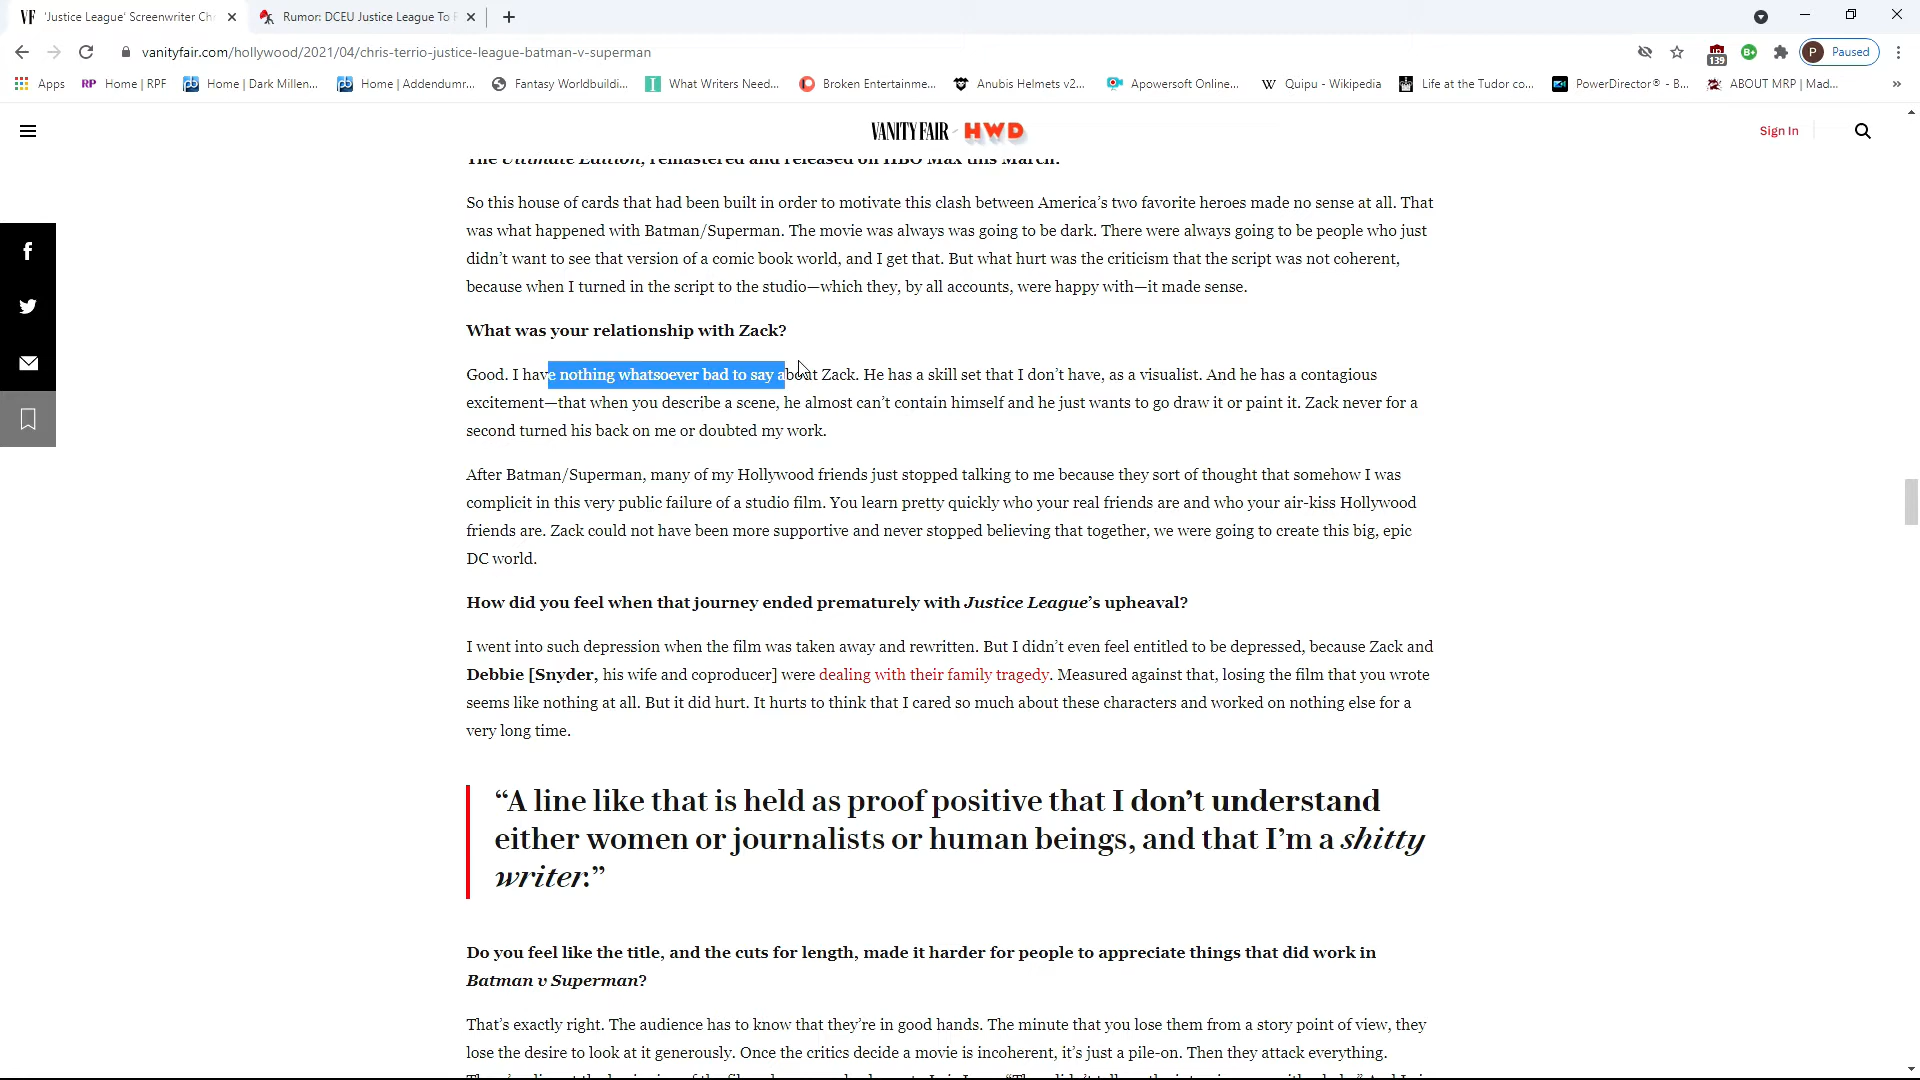 VF 'Justice League' Screenwriter Ch
Rumor: DCEU Justice League To F
vanityfair.com/hollywood/2021/04/chris-terrio-justice-league-batman-v-superman
139
B+
P Paused
Apps
RP Home | RPF
Home | Dark Millen...
Home | Addendumr...
Fantasy Worldbuildi...
What Writers Need...
Broken Entertainme...
Anubis Helmets v2...
Apowersoft Online...
W Quipu - Wikipedia
Life at the Tudor co...
PowerDirector® - B...
ABOUT MRP | Mad...
»
VANITY FAIR HWD
Sign In
The Ultimate Edition, remastered and released on HBO Max this March.
So this house of cards that had been built in order to motivate this clash between America's two favorite heroes made no sense at all. That
was what happened with Batman/Superman. The movie was always was going to be dark. There were always going to be people who just
didn't want to see that version of a comic book world, and I get that. But what hurt was the criticism that the script was not coherent,
because when I turned in the script to the studio—which they, by all accounts, were happy with—it made sense.
What was your relationship with Zack?
Good. I have nothing whatsoever bad to say about Zack. He has a skill set that I don't have, as a visualist. And he has a contagious
excitement—that when you describe a scene, he almost can't contain himself and he just wants to go draw it or paint it. Zack never for a
second turned his back on me or doubted my work.
After Batman/Superman, many of my Hollywood friends just stopped talking to me because they sort of thought that somehow I was
complicit in this very public failure of a studio film. You learn pretty quickly who your real friends are and who your air-kiss Hollywood
friends are. Zack could not have been more supportive and never stopped believing that together, we were going to create this big, epic
DC world.
How did you feel when that journey ended prematurely with Justice League's upheaval?
I went into such depression when the film was taken away and rewritten. But I didn't even feel entitled to be depressed, because Zack and
Debbie [Snyder, his wife and coproducer] were dealing with their family tragedy. Measured against that, losing the film that you wrote
seems like nothing at all. But it did hurt. It hurts to think that I cared so much about these characters and worked on nothing else for a
very long time.
“A line like that is held as proof positive that I don't understand
either women or journalists or human beings, and that I'm a shitty
writer.”
Do you feel like the title, and the cuts for length, made it harder for people to appreciate things that did work in
Batman v Superman?
That's exactly right. The audience has to know that they're in good hands. The minute that you lose them from a story point of view, they
lose the desire to look at it generously. Once the critics decide a movie is incoherent, it's just a pile-on. Then they attack everything.